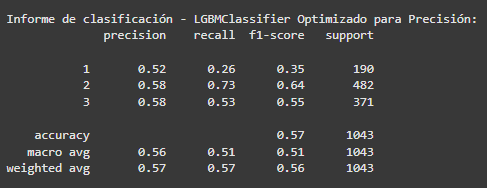 Informe de clasificación - LGBMClassifier Optimizado para Precisión:
precision recall f1-score support
1 0.52 0.26 0.35 190
2 0.58 0.73 0.64 482
3 0.58 0.53 0.55 371
accuracy 0.57 1043
macro avg 0.56 0.51 0.51 1043
weighted avg 0.57 0.57 0.56 1043